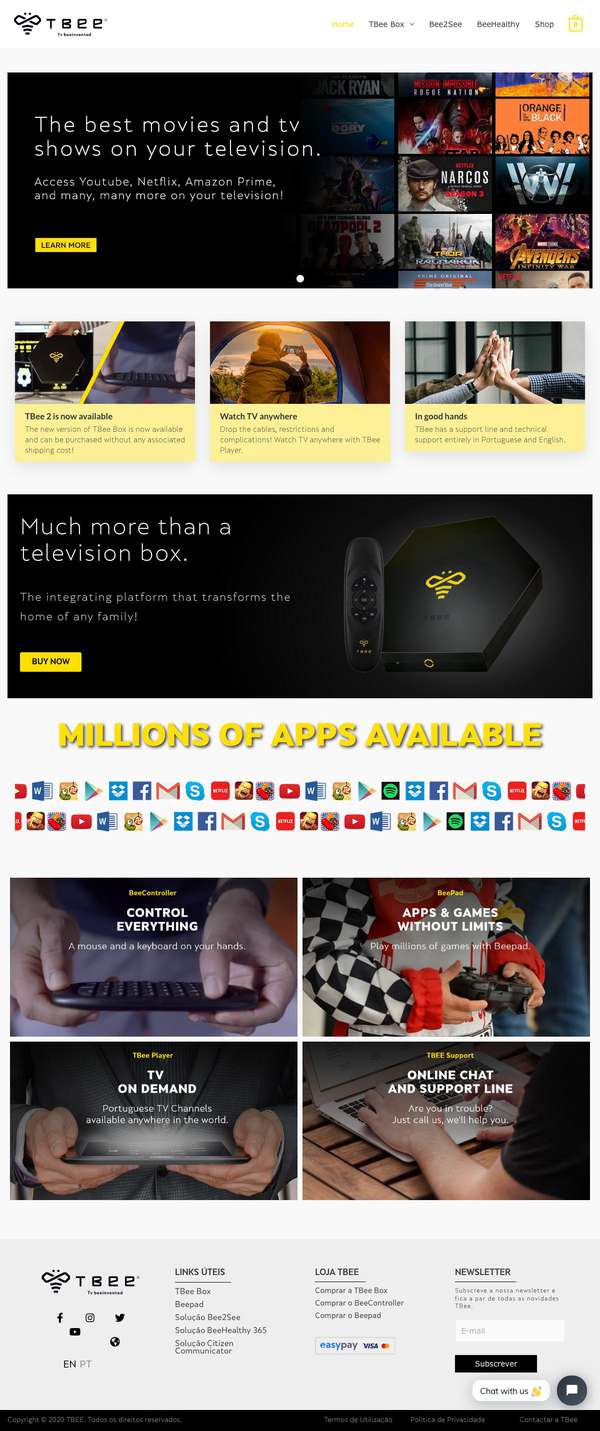 TBEE
Tv beeinvented
Home
TBee Box
Bee2See
BeeHealthy
Shop
0
The best movies and tv
shows on your television.
Access Youtube, Netflix, Amazon Prime,
and many, many more on your television!
LEARN MORE
JACK RYAN
MISSION: IMPOSSIBLE
ROGUE NATION
DORY
ORANGE
BLACK
NETFLIX
NARCOS
SEASON 3
DEADPOOL 2
THOR
RAGNAROK
AVENGERS
INFINITY WAR
PRIME ORIGINAL
NETFLIX
TBee 2 is now available
The new version of TBee Box is now available
and can be purchased without any associated
shipping cost!
Watch TV anywhere
Drop the cables, restrictions and
complications! Watch TV anywhere with TBee
Player.
In good hands
TBee has a support line and technical
support entirely in Portuguese and English.
Much more than a
television box.
The integrating platform that transforms the
home of any family!
BUY NOW
TBEE
TBEE
MILLIONS OF APPS AVAILABLE
BeeController
CONTROL
EVERYTHING
A mouse and a keyboard on your hands.
BeePad
APPS & GAMES
WITHOUT LIMITS
Play millions of games with Beepad.
TBee Player
TV
ON DEMAND
Portuguese TV Channels
available anywhere in the world.
TBEE Support
ONLINE CHAT
AND SUPPORT LINE
Are you in trouble?
Just call us, we'll help you.
TBEE
Tv beeinvented
EN PT
LINKS ÚTEIS
TBee Box
Beepad
Solução Bee2See
Solução BeeHealthy 365
Solução Citizen
Communicator
LOJA TBEE
Comprar a TBee Box
Comprar o BeeController
Comprar o Beepad
easypay VISA
NEWSLETTER
Subscreve a nossa newsletter e
fica a par de todas as novidades
TBee.
E-mail
Subscrever
Chat with us
Copyright © 2020 TBEE. Todos os direitos reservados.
Termos de Utilização
Política de Privacidade
Contactar a TBee